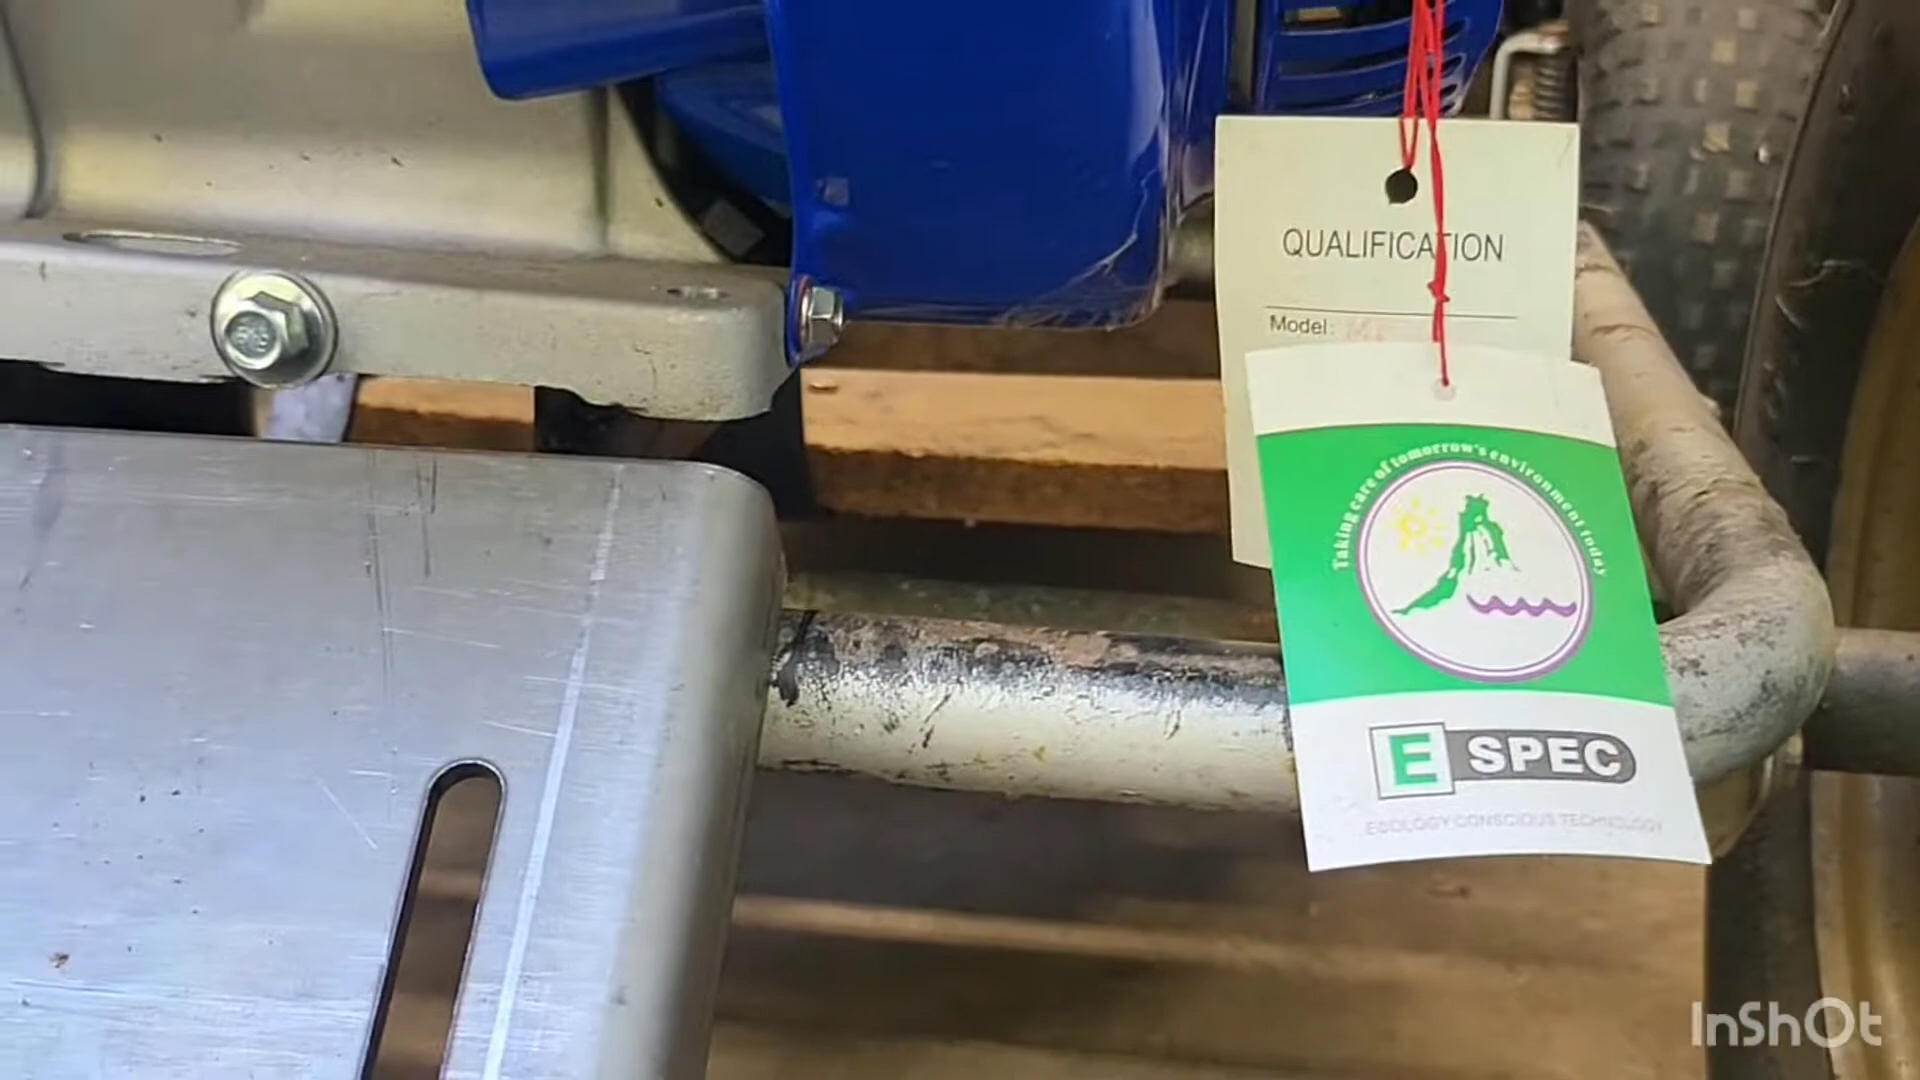 QUALIFICATION
Model:
Taking care of tomorrow's environment today
E SPEC
ECOLOGY CONSCIOUS TECHNOLOGY
InShOt